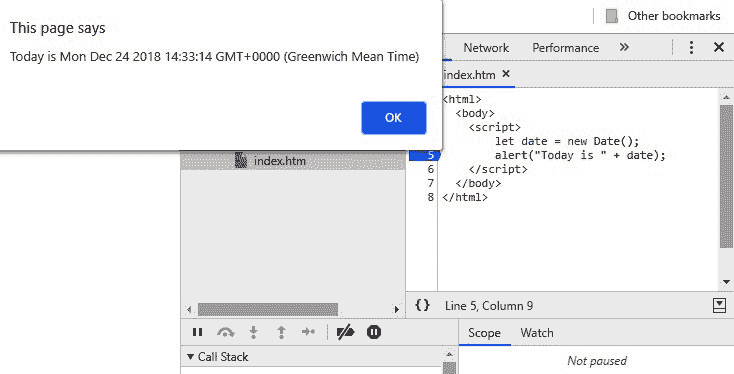 This page says
Today is Mon Dec 24 2018 14:33:14 GMT+0000 (Greenwich Mean Time)
OK
Other bookmarks
Network Performance »
index.htm ×
<html>
<body>
<script>
let date = new Date();
5 alert("Today is " + date);
6 </script>
7 </body>
8 </html>
index.htm
{} Line 5, Column 9
Scope Watch
Call Stack
Not paused